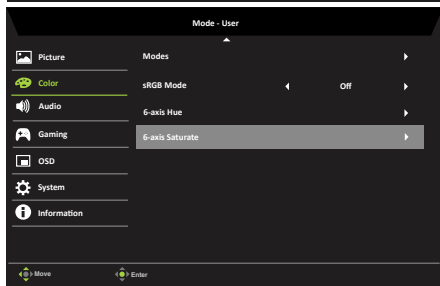 Mode - User
Picture
Modes
Color
sRGB Mode Off
Audio
6-axis Hue
Gaming
6-axis Saturate
OSD
System
Information
Move Enter